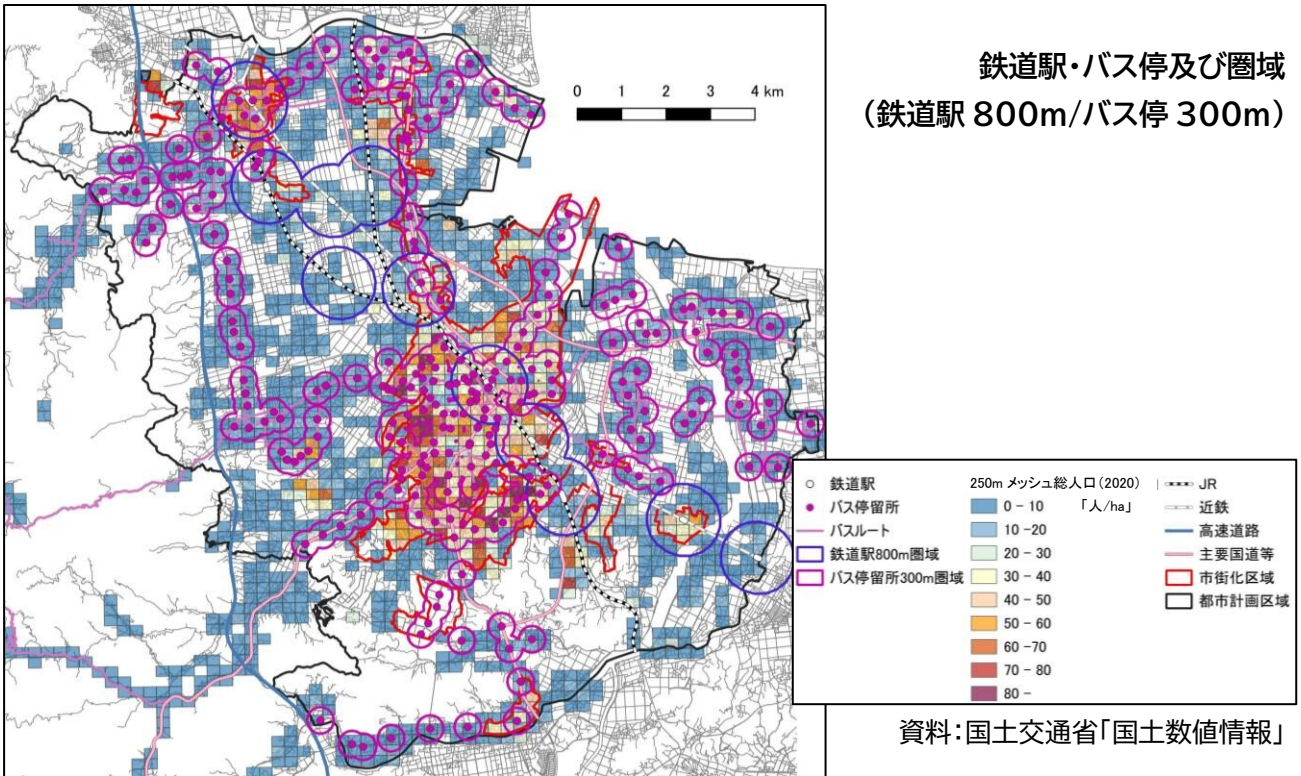 鉄道駅・バス停及び圏域
（鉄道駅 800m/バス停 300m）
0 1 2 3 4 km
鉄道駅
バス停留所
バスルート
鉄道駅800m圏域
バス停留所300m圏域
250m メッシュ総人口(2020)
「人/ha」
0 - 10
10 -20
20 - 30
30 - 40
40 - 50
50 - 60
60 -70
70 - 80
80 -
JR
近鉄
高速道路
主要国道等
市街化区域
都市計画区域
資料：国土交通省「国土数値情報」